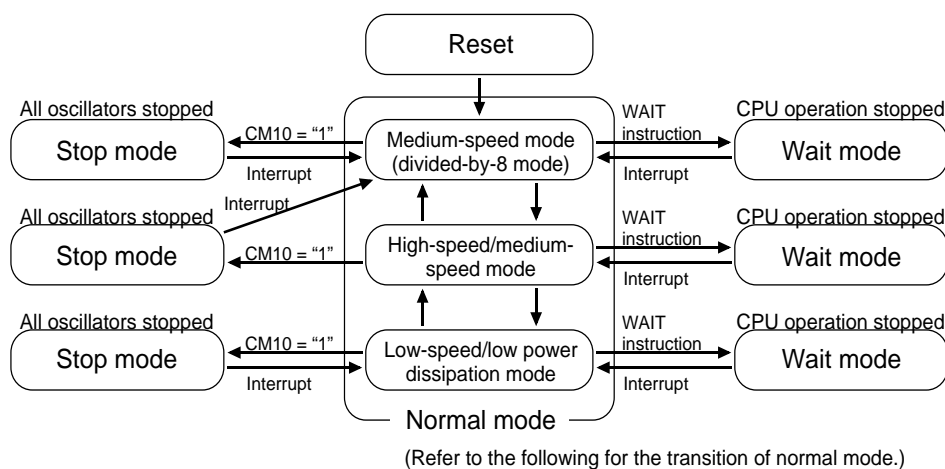 Reset
All oscillators stopped
Stop mode
CM10 = “1”
Interrupt
Medium-speed mode
(divided-by-8 mode)
WAIT
instruction
Interrupt
CPU operation stopped
Wait mode
Interrupt
All oscillators stopped
Stop mode
CM10 = “1”
High-speed/medium-
speed mode
WAIT
instruction
Interrupt
CPU operation stopped
Wait mode
All oscillators stopped
Stop mode
CM10 = “1”
Interrupt
Low-speed/low power
dissipation mode
WAIT
instruction
Interrupt
CPU operation stopped
Wait mode
Normal mode
(Refer to the following for the transition of normal mode.)